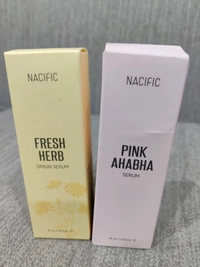 NACIFIC
FRESH
HERB
ORIGIN SERUM
NACIFIC
PINK
AHABHA
SERUM